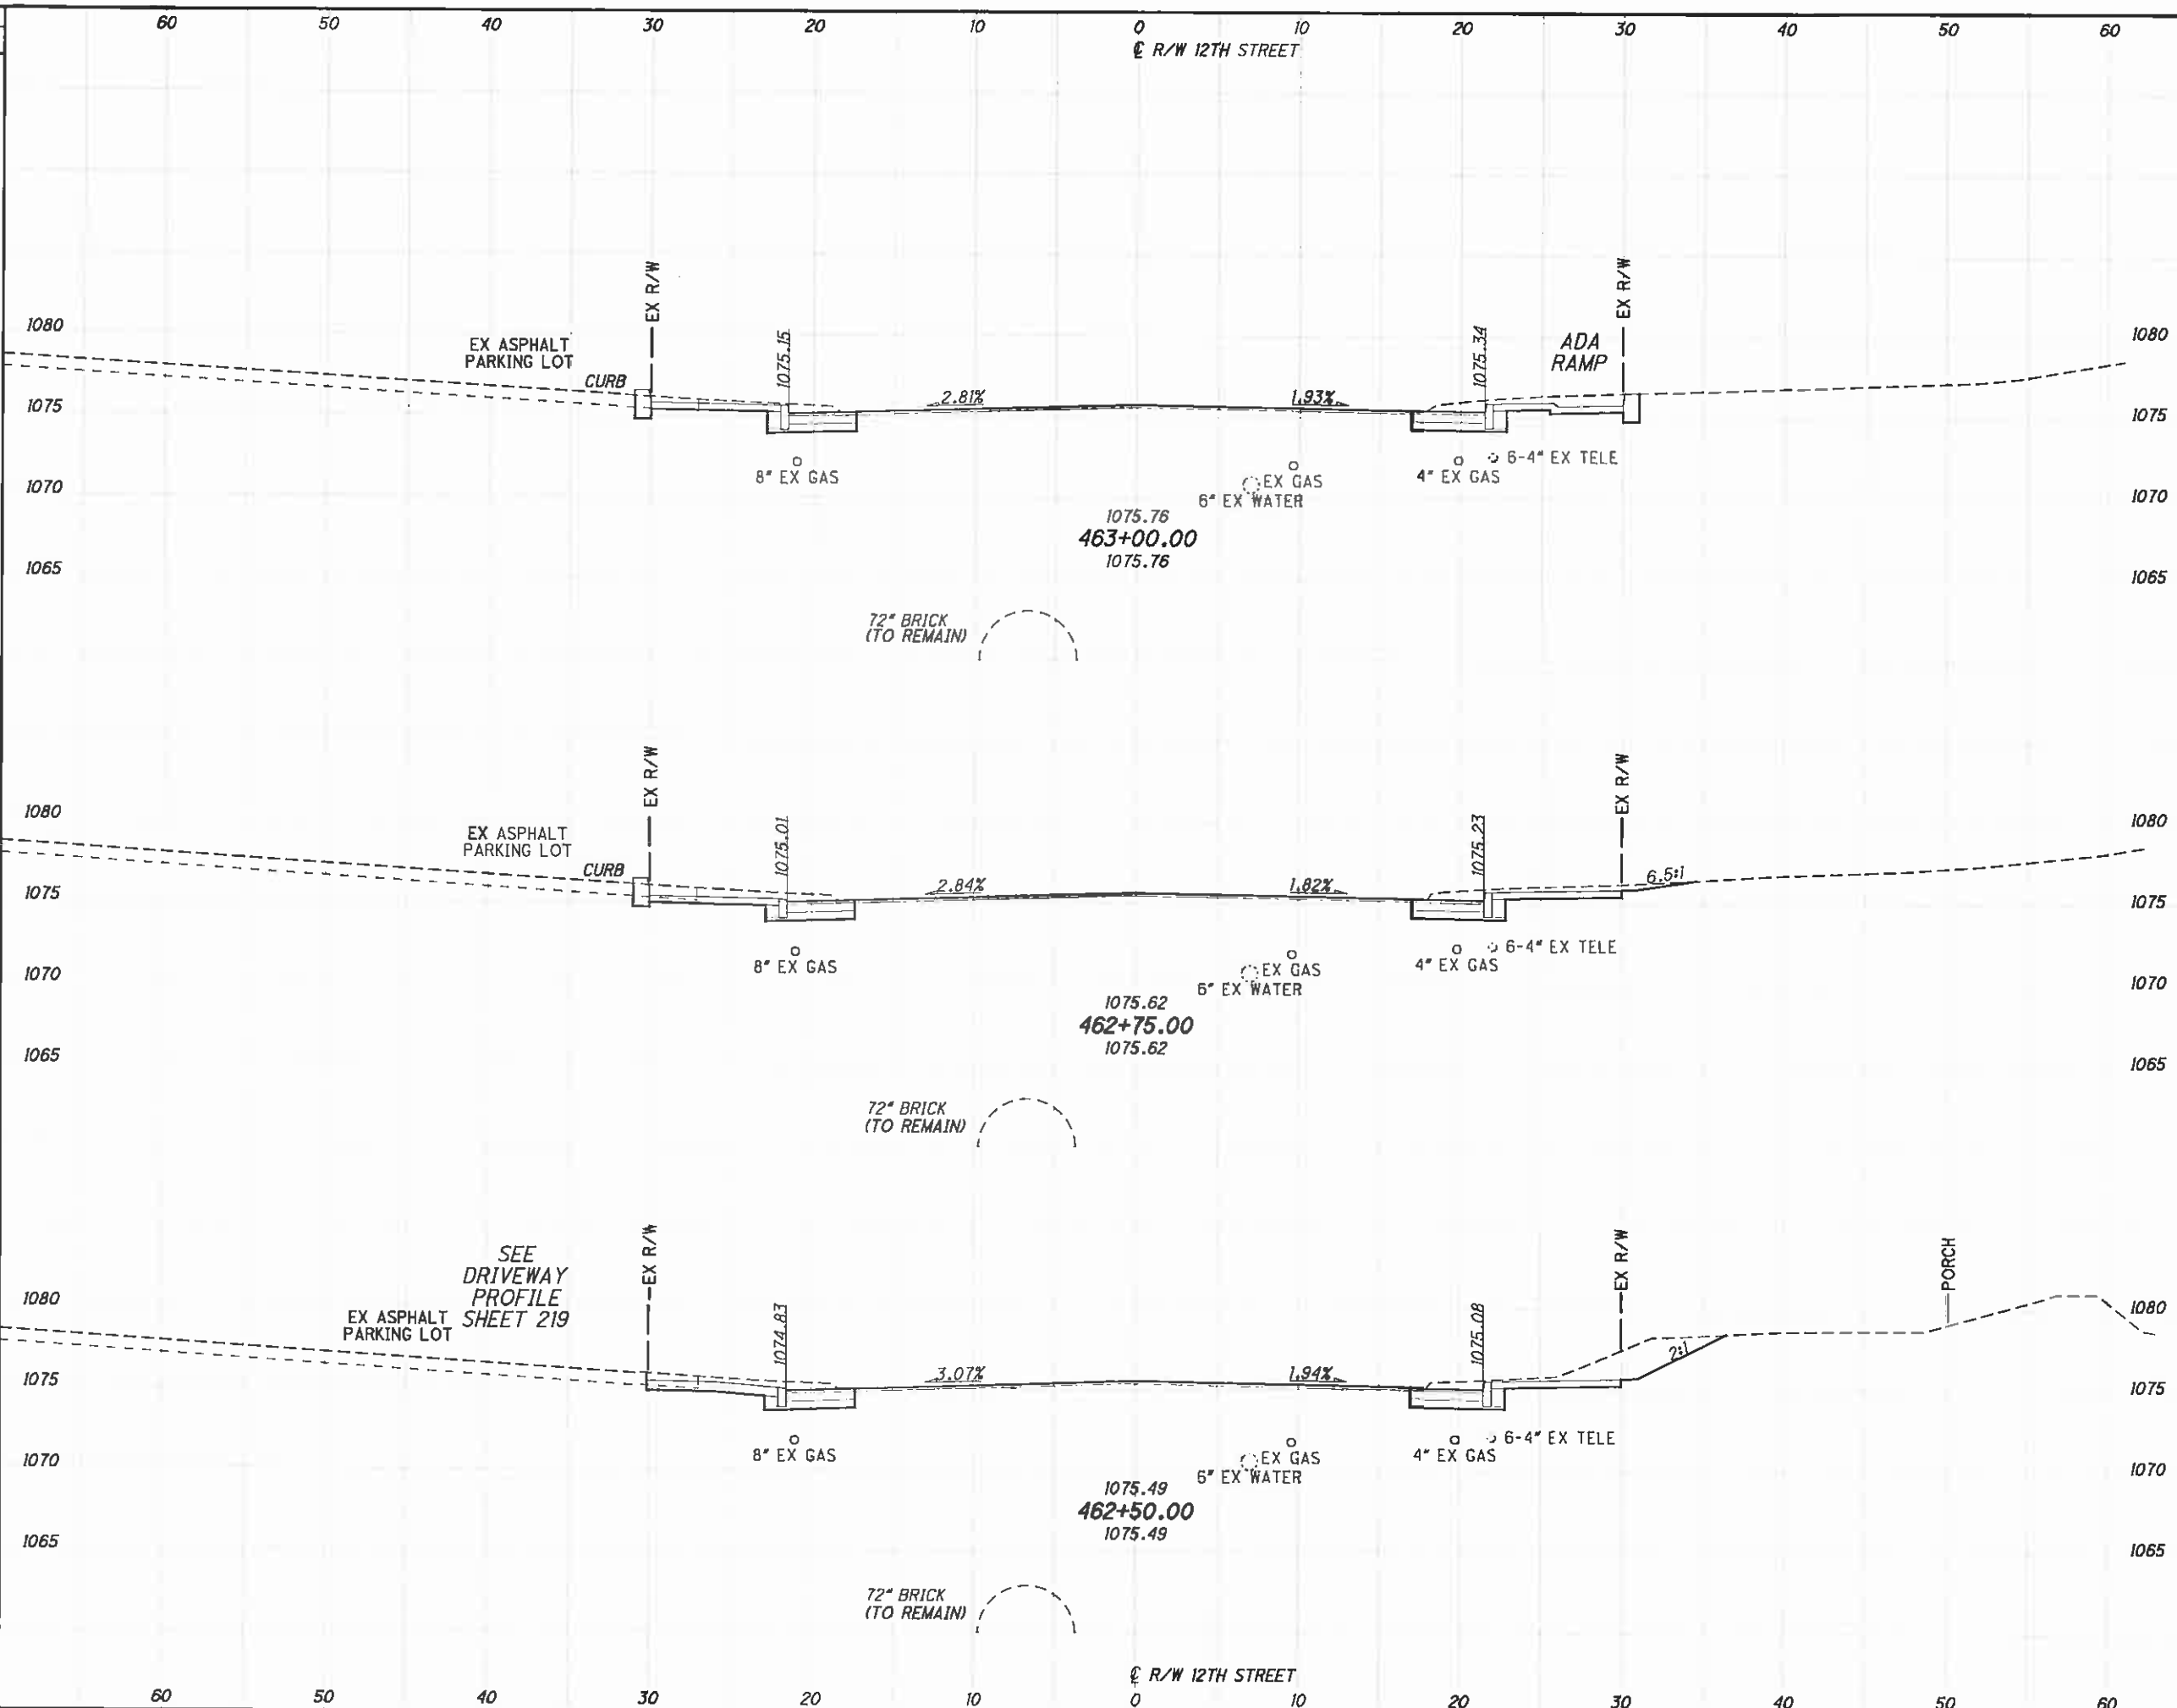 60 50 40 30 20 10 0 10 20 30 40 50 60
℄ R/W 12TH STREET
EX R/W
EX R/W
1080
EX ASPHALT
PARKING LOT
CURB
1075.15
1075.34
ADA
RAMP
1080
1075
2.81%
1.93%
1075
8" EX GAS
EX GAS
6" EX WATER
4" EX GAS
6-4" EX TELE
1070
1070
1075.76
463+00.00
1075.76
1065
1065
72" BRICK
(TO REMAIN)
EX R/W
EX R/W
1080
EX ASPHALT
PARKING LOT
CURB
1075.01
1075.23
1080
1075
2.84%
1.82%
6.5:1
1075
8" EX GAS
EX GAS
6" EX WATER
4" EX GAS
6-4" EX TELE
1070
1070
1075.62
462+75.00
1075.62
1065
1065
72" BRICK
(TO REMAIN)
EX R/W
EX R/W
PORCH
SEE
DRIVEWAY
PROFILE
SHEET 219
1080
EX ASPHALT
PARKING LOT
1074.83
1075.08
1080
1075
3.07%
1.94%
2:1
1075
8" EX GAS
EX GAS
6" EX WATER
4" EX GAS
6-4" EX TELE
1070
1070
1075.49
462+50.00
1075.49
1065
1065
72" BRICK
(TO REMAIN)
℄ R/W 12TH STREET
60 50 40 30 20 10 0 10 20 30 40 50 60